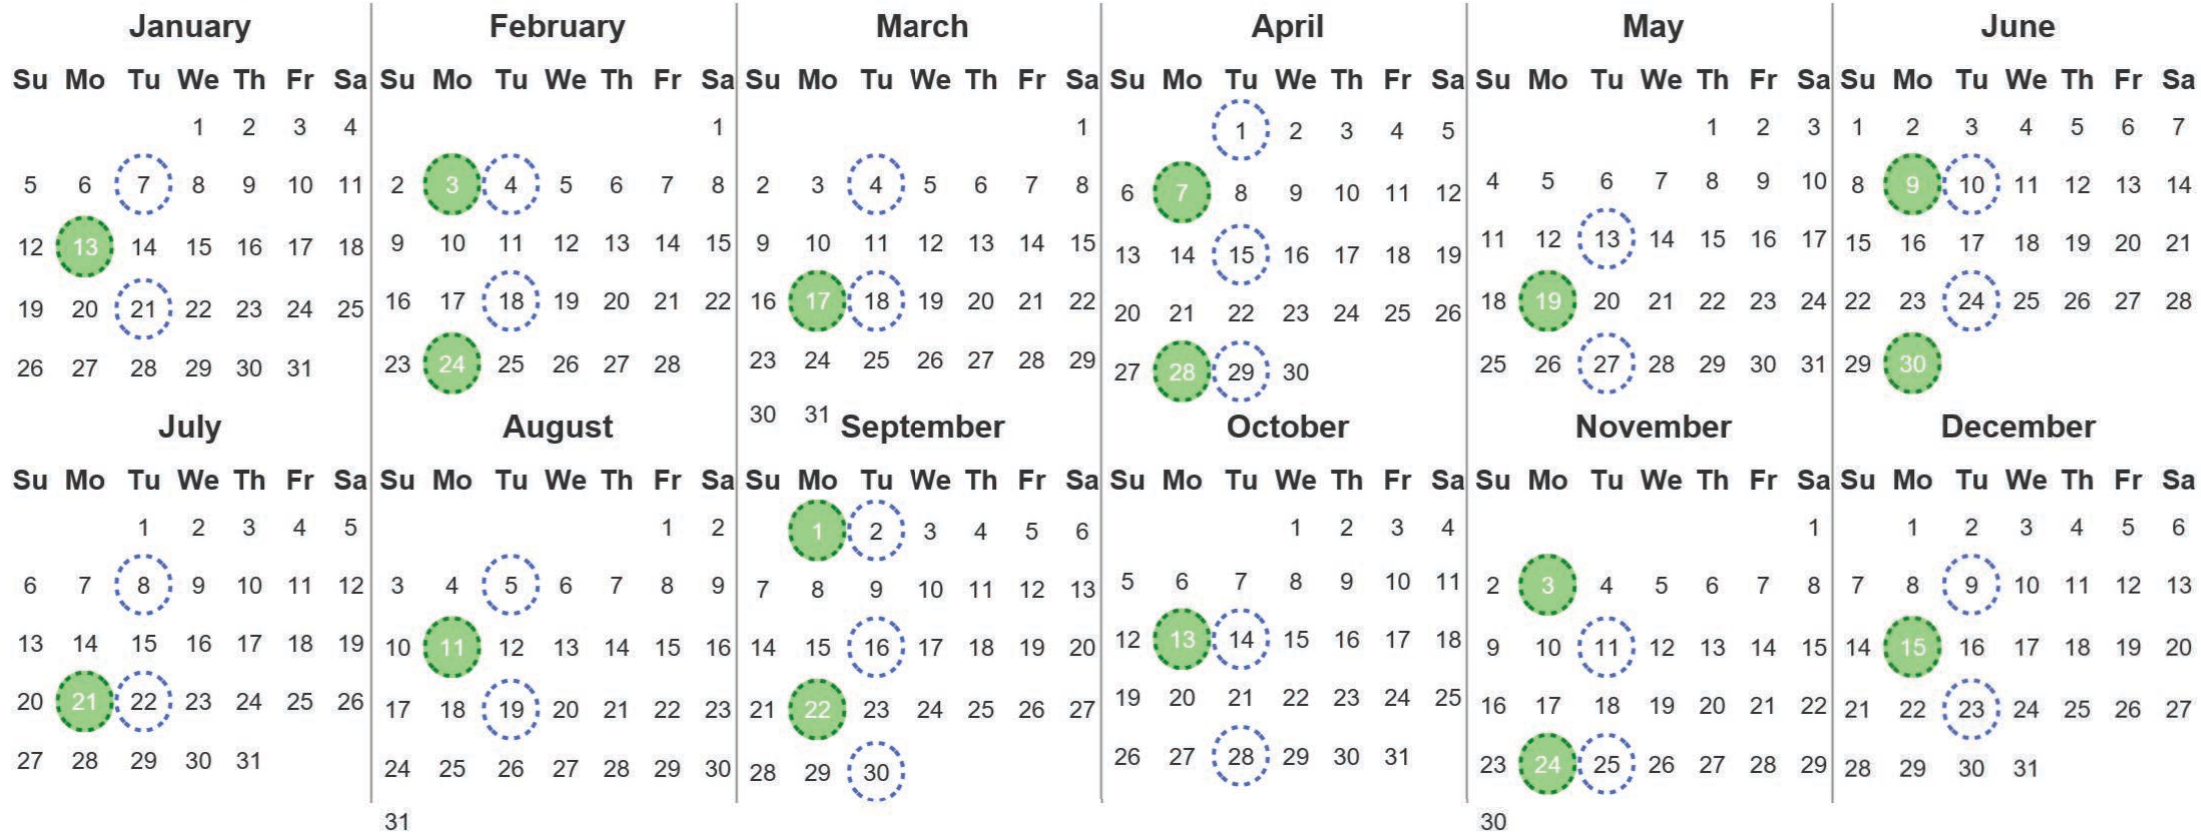 January February March April May June
Su Mo Tu We Th Fr Sa Su Mo Tu We Th Fr Sa Su Mo Tu We Th Fr Sa Su Mo Tu We Th Fr Sa Su Mo Tu We Th Fr Sa Su Mo Tu We Th Fr Sa
1 2 3 4 1 1 1 2 3 4 5 1 2 3 1 2 3 4 5 6 7
5 6 7 8 9 10 11 2 3 4 5 6 7 8 2 3 4 5 6 7 8 6 7 8 9 10 11 12 4 5 6 7 8 9 10 8 9 10 11 12 13 14
12 13 14 15 16 17 18 9 10 11 12 13 14 15 9 10 11 12 13 14 15 13 14 15 16 17 18 19 11 12 13 14 15 16 17 15 16 17 18 19 20 21
19 20 21 22 23 24 25 16 17 18 19 20 21 22 16 17 18 19 20 21 22 20 21 22 23 24 25 26 18 19 20 21 22 23 24 22 23 24 25 26 27 28
26 27 28 29 30 31 23 24 25 26 27 28 23 24 25 26 27 28 29 27 28 29 30 25 26 27 28 29 30 31 29 30
30 31
July August September October November December
Su Mo Tu We Th Fr Sa Su Mo Tu We Th Fr Sa Su Mo Tu We Th Fr Sa Su Mo Tu We Th Fr Sa Su Mo Tu We Th Fr Sa Su Mo Tu We Th Fr Sa
1 2 3 4 5 1 2 1 2 3 4 5 6 1 2 3 4 1 1 2 3 4 5 6
6 7 8 9 10 11 12 3 4 5 6 7 8 9 7 8 9 10 11 12 13 5 6 7 8 9 10 11 2 3 4 5 6 7 8 7 8 9 10 11 12 13
13 14 15 16 17 18 19 10 11 12 13 14 15 16 14 15 16 17 18 19 20 12 13 14 15 16 17 18 9 10 11 12 13 14 15 14 15 16 17 18 19 20
20 21 22 23 24 25 26 17 18 19 20 21 22 23 21 22 23 24 25 26 27 19 20 21 22 23 24 25 16 17 18 19 20 21 22 21 22 23 24 25 26 27
27 28 29 30 31 24 25 26 27 28 29 30 28 29 30 26 27 28 29 30 31 23 24 25 26 27 28 29 28 29 30 31
31 30